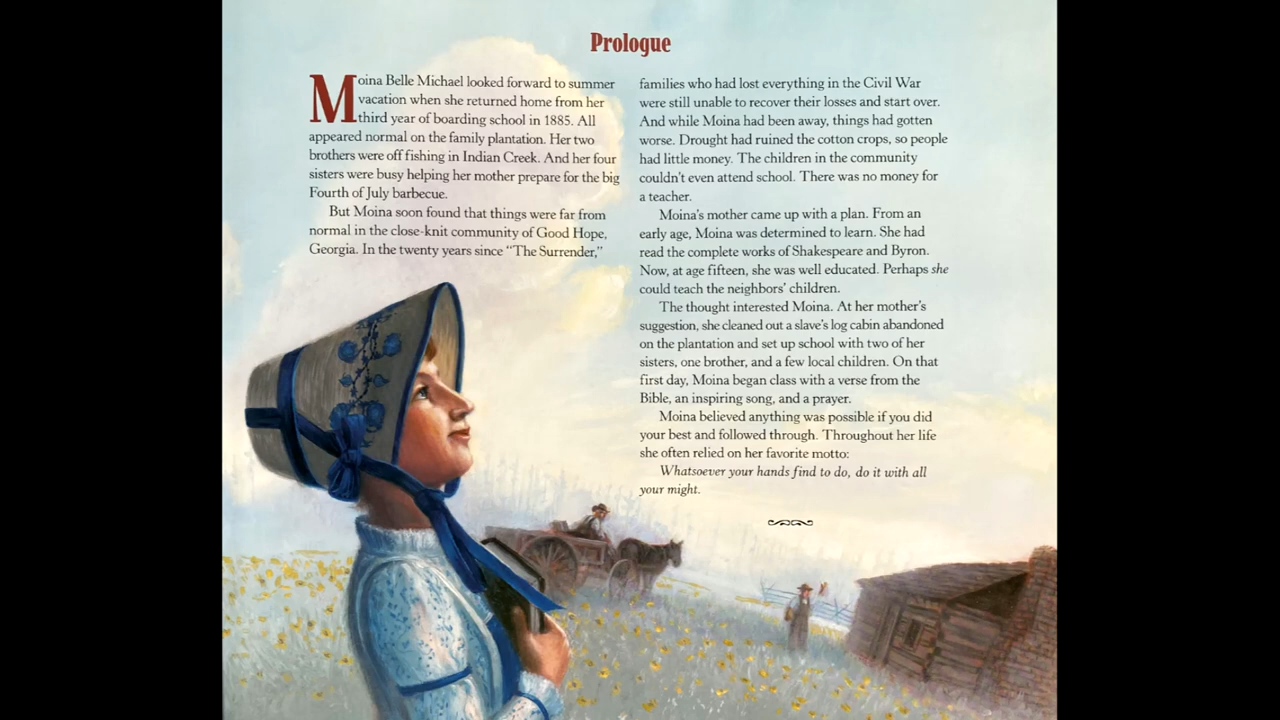 Prologue
Moina Belle Michael looked forward to summer
vacation when she returned home from her
third year of boarding school in 1885. All
appeared normal on the family plantation. Her two
brothers were off fishing in Indian Creek. And her four
sisters were busy helping her mother prepare for the big
Fourth of July barbecue.
But Moina soon found that things were far from
normal in the close-knit community of Good Hope,
Georgia. In the twenty years since “The Surrender,”
families who had lost everything in the Civil War
were still unable to recover their losses and start over.
And while Moina had been away, things had gotten
worse. Drought had ruined the cotton crops, so people
had little money. The children in the community
couldn’t even attend school. There was no money for
a teacher.
Moina’s mother came up with a plan. From an
early age, Moina was determined to learn. She had
read the complete works of Shakespeare and Byron.
Now, at age fifteen, she was well educated. Perhaps she
could teach the neighbors’ children.
The thought interested Moina. At her mother’s
suggestion, she cleaned out a slave’s log cabin abandoned
on the plantation and set up school with two of her
sisters, one brother, and a few local children. On that
first day, Moina began class with a verse from the
Bible, an inspiring song, and a prayer.
Moina believed anything was possible if you did
your best and followed through. Throughout her life
she often relied on her favorite motto:
Whatsoever your hands find to do, do it with all
your might.